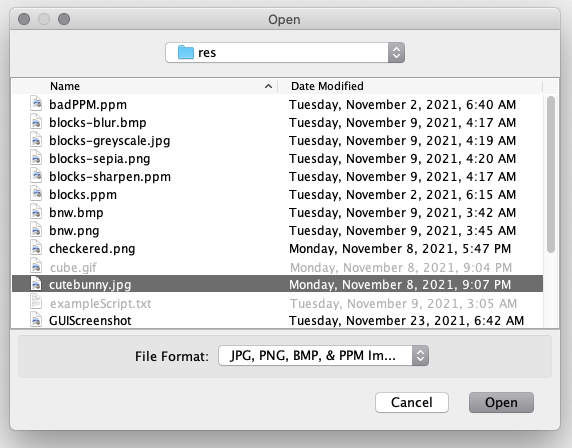 Open
res
Name Date Modified
badPPM.ppm Tuesday, November 2, 2021, 6:40 AM
blocks-blur.bmp Tuesday, November 9, 2021, 4:17 AM
blocks-greyscale.jpg Tuesday, November 9, 2021, 4:19 AM
blocks-sepia.png Tuesday, November 9, 2021, 4:20 AM
blocks-sharpen.ppm Tuesday, November 9, 2021, 4:17 AM
blocks.ppm Tuesday, November 2, 2021, 6:15 AM
bnw.bmp Tuesday, November 9, 2021, 3:42 AM
bnw.png Tuesday, November 9, 2021, 3:45 AM
checkered.png Monday, November 8, 2021, 5:47 PM
cube.gif Monday, November 8, 2021, 9:04 PM
cutebunny.jpg Monday, November 8, 2021, 9:07 PM
exampleScript.txt Tuesday, November 9, 2021, 3:05 AM
GUIScreenshot Tuesday, November 23, 2021, 6:42 AM
File Format: JPG, PNG, BMP, & PPM Im...
Cancel Open